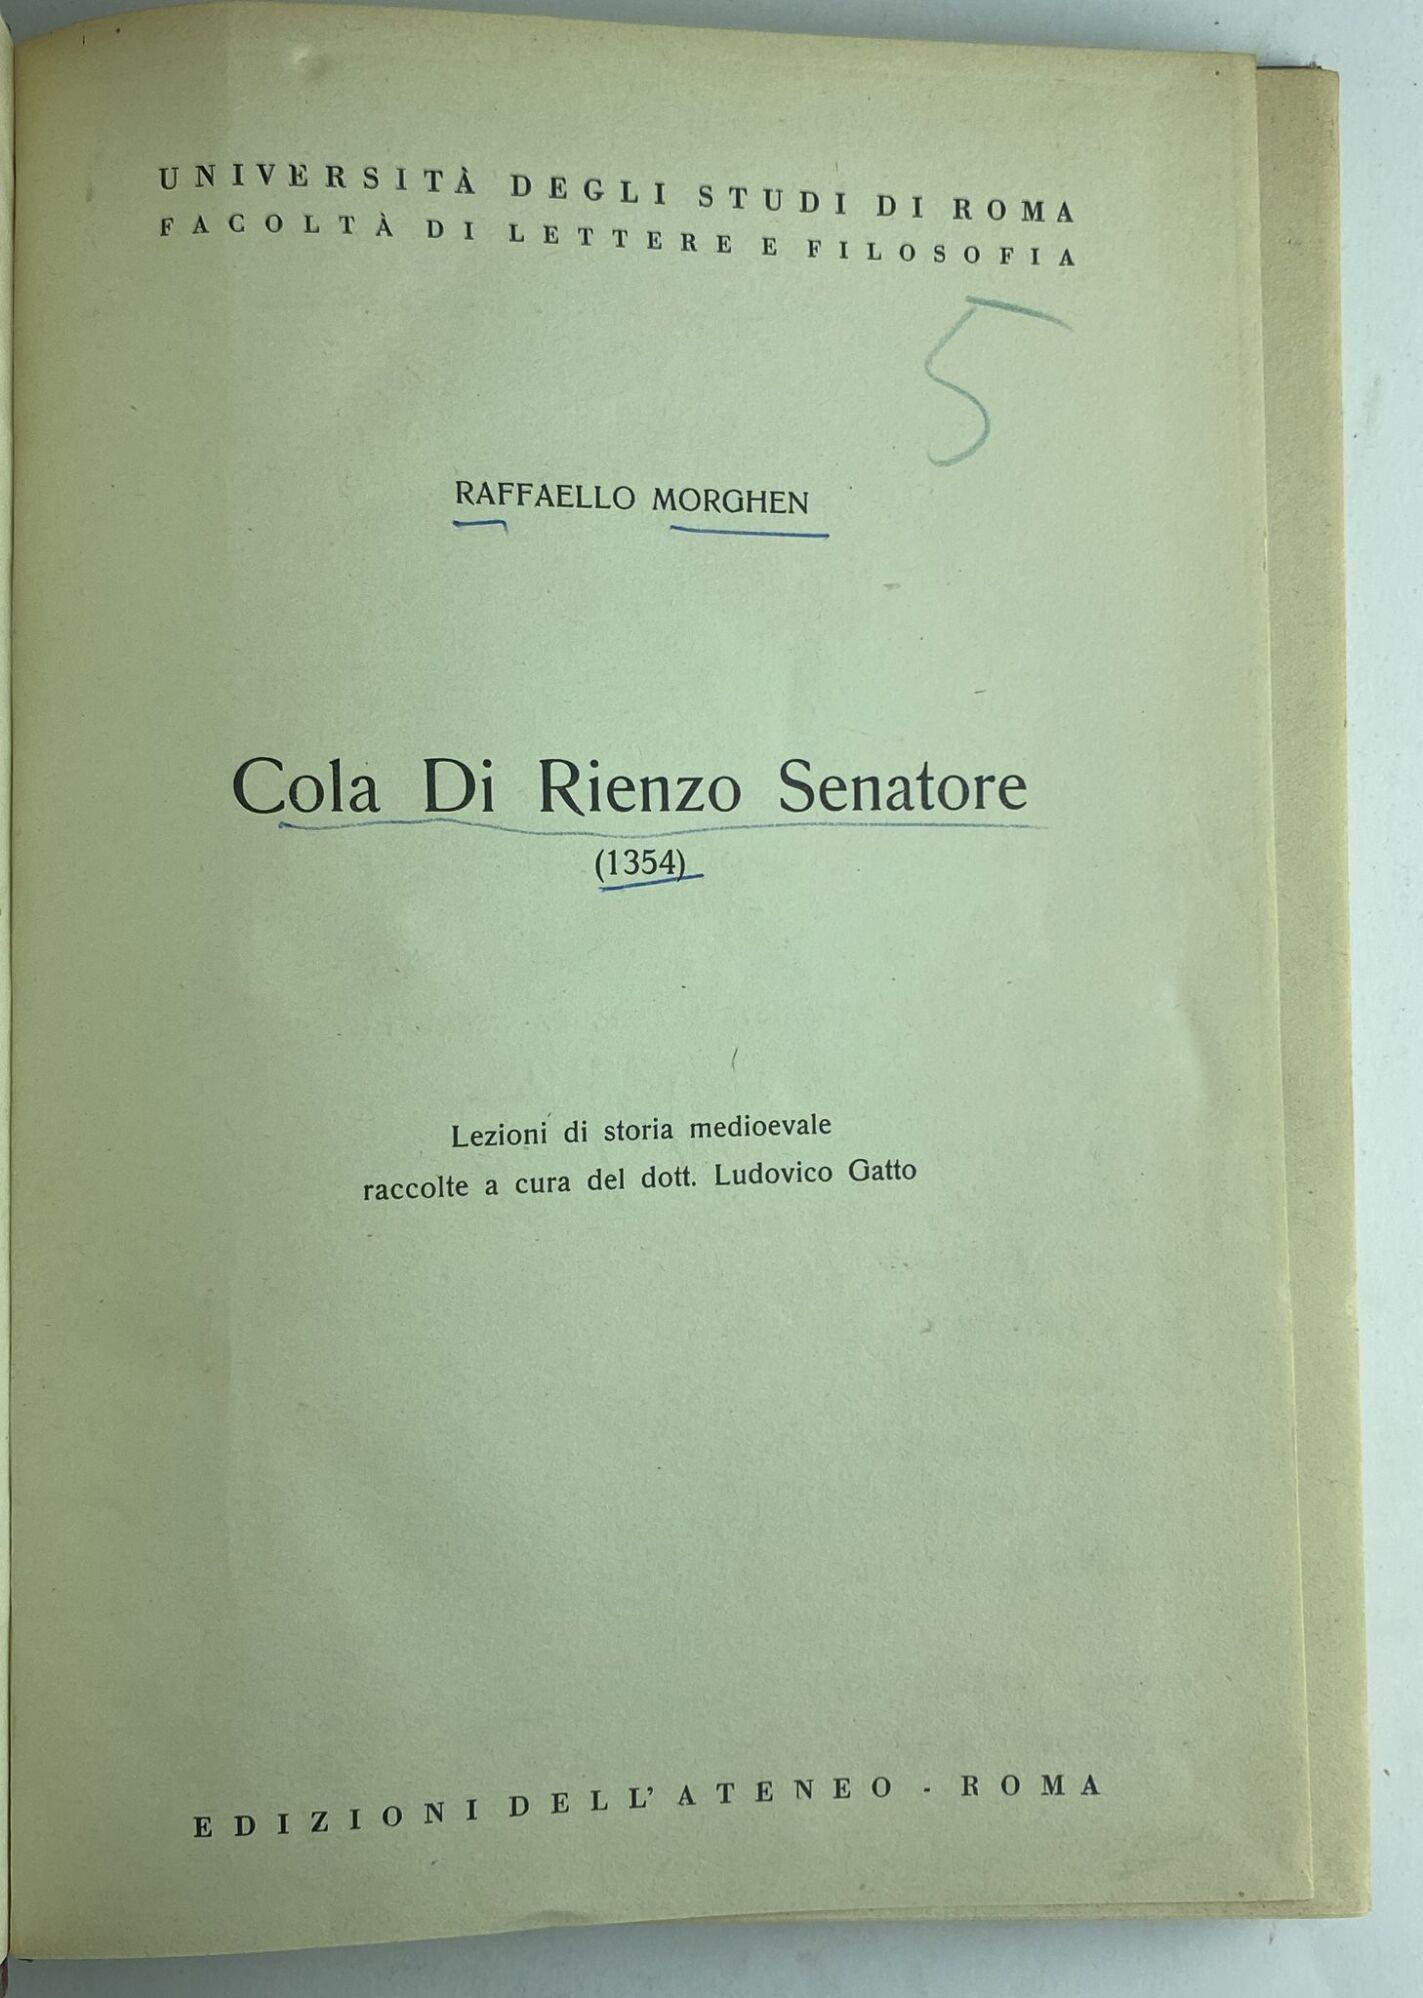 UNIVERSITÀ DEGLI STUDI DI ROMA
FACOLTÀ DI LETTERE E FILOSOFIA
5
RAFFAELLO MORGHEN
Cola Di Rienzo Senatore
(1354)
Lezioni di storia medioevale
raccolte a cura del dott. Ludovico Gatto
EDIZIONI DELL'ATENEO - ROMA